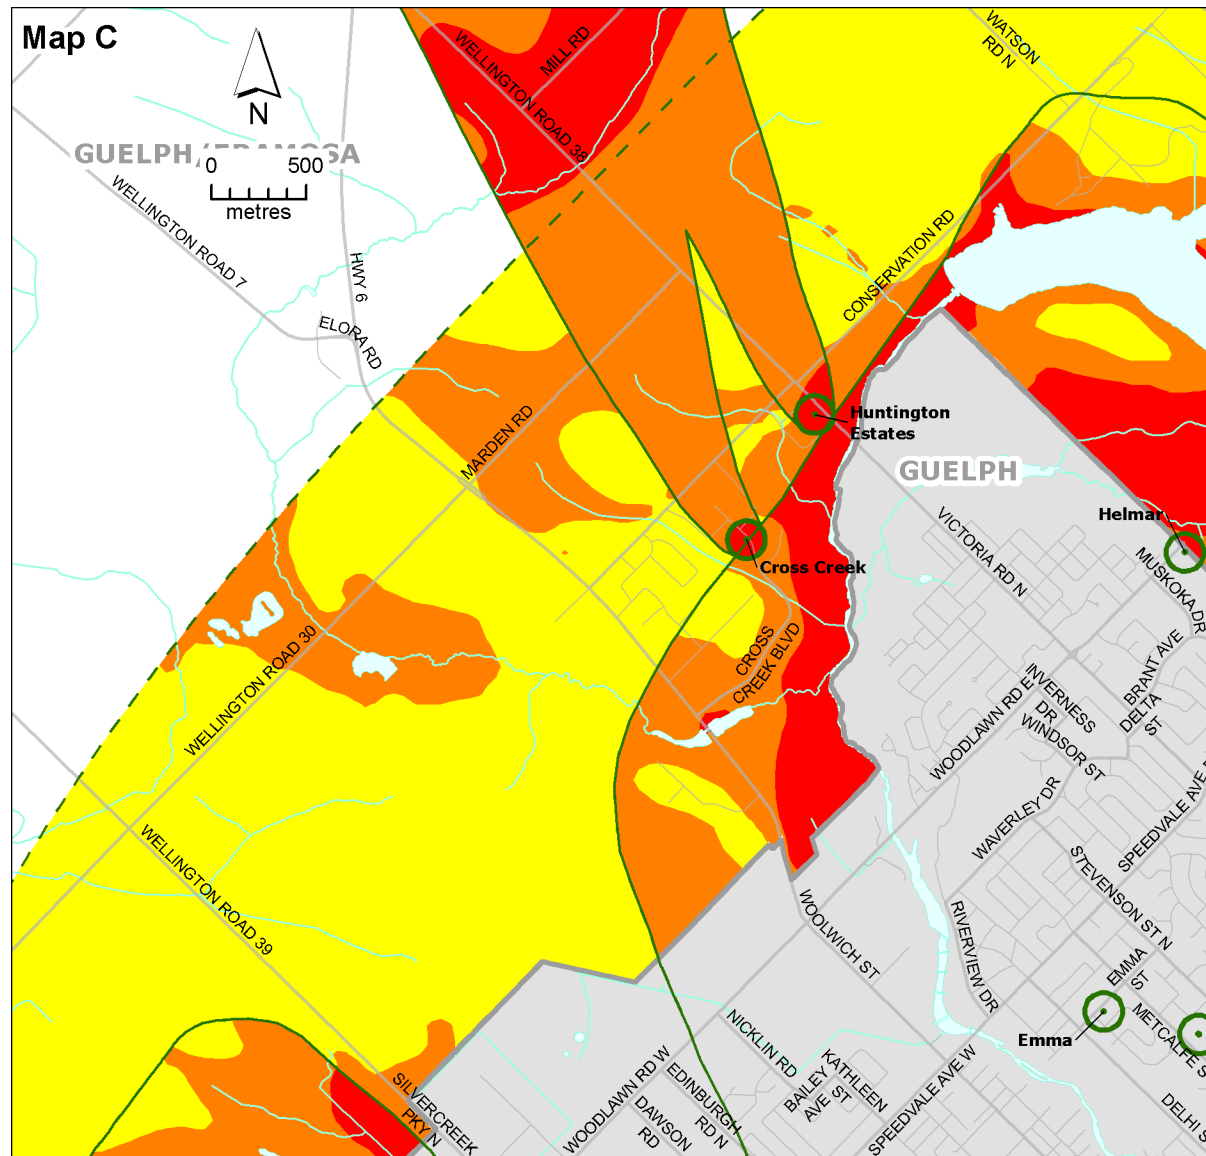 Map C
N
GUELPH/ERAMOSA
0 500
metres
WELLINGTON ROAD 7
HWY 6
ELORA RD
WELLINGTON ROAD 38
MILL RD
WATSON
RD N
CONSERVATION RD
MARDEN RD
Huntington
Estates
GUELPH
Helmar
Cross Creek
VICTORIA RD N
MUSKOKA DR
CROSS
CREEK BLVD
WELLINGTON ROAD 30
WOODLAWN RD E
INVERNESS
DR
WINDSOR ST
BRANT AVE
DELTA
ST
WAVERLEY DR
SPEEDVALE AVE
STEVENSON ST N
WELLINGTON ROAD 39
WOOLWICH ST
RIVERVIEW DR
EMMA
ST
METCALFE S
Emma
NICKLIN RD
KATHLEEN
ST
BAILEY
AVE
WOODLAWN RD W
EDINBURGH
RD N
DAWSON
RD
SPEEDVALE AVE W
DELHI S
SILVERCREEK
PKY N